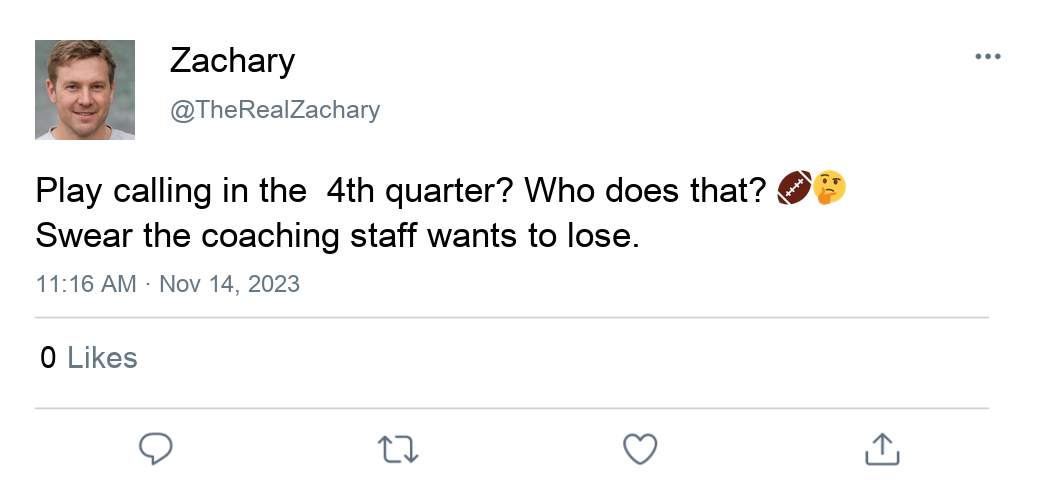 Zachary
@TheRealZachary
Play calling in the  4th quarter? Who does that? 🏈🤔
Swear the coaching staff wants to lose.
11:16 AM · Nov 14, 2023
0 Likes